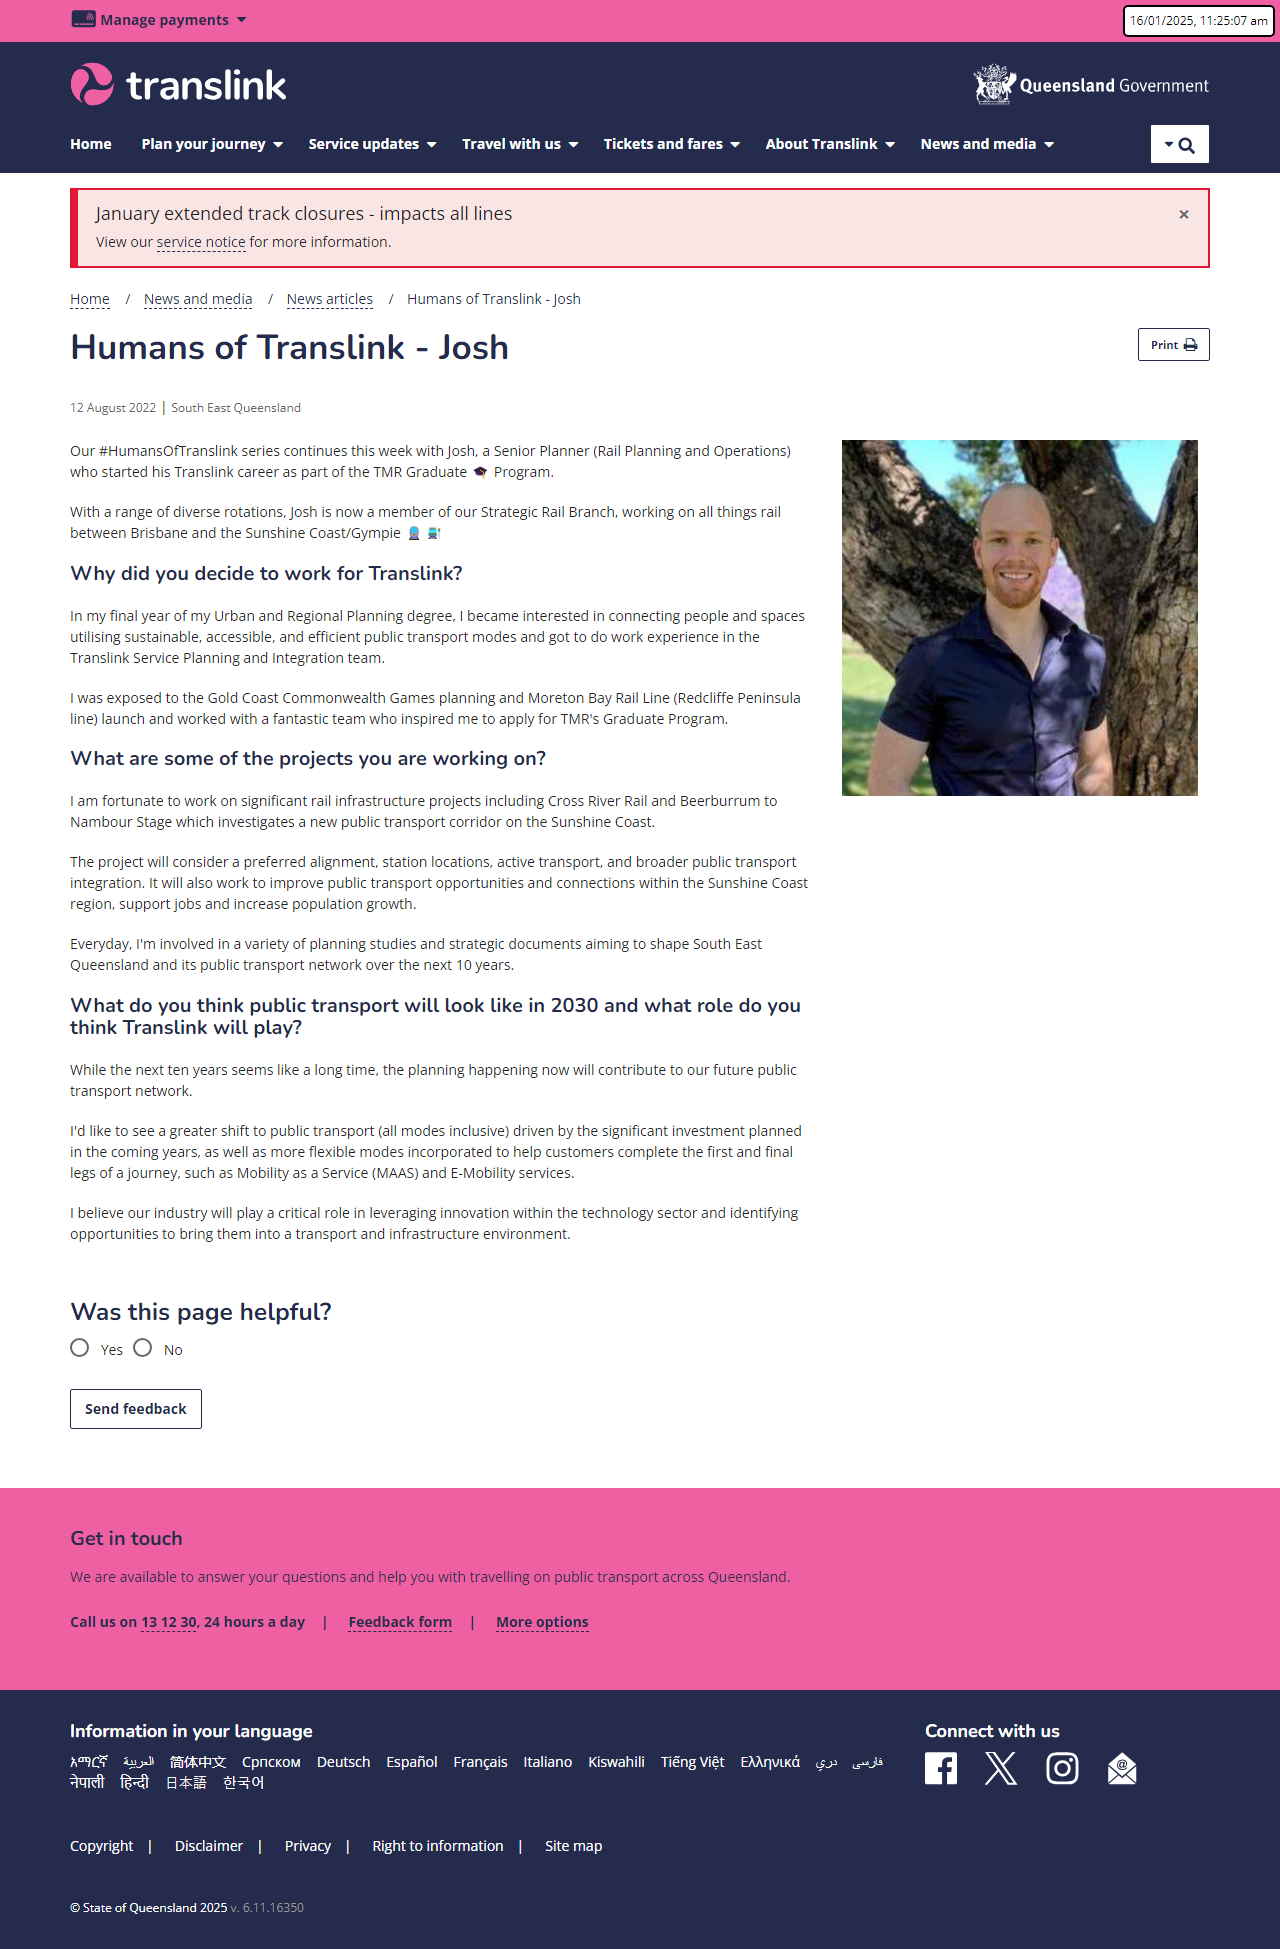 Manage payments
16/01/2025, 11:25:07 am
translink
Queensland Government
Home Plan your journey Service updates Travel with us Tickets and fares About Translink News and media
January extended track closures - impacts all lines ×
View our service notice for more information.
Home / News and media / News articles / Humans of Translink - Josh
Humans of Translink - Josh
Print
12 August 2022 | South East Queensland
Our #HumansOfTranslink series continues this week with Josh, a Senior Planner (Rail Planning and Operations)
who started his Translink career as part of the TMR Graduate 🎓 Program.
With a range of diverse rotations, Josh is now a member of our Strategic Rail Branch, working on all things rail
between Brisbane and the Sunshine Coast/Gympie 🚆 🚉
Why did you decide to work for Translink?
In my final year of my Urban and Regional Planning degree, I became interested in connecting people and spaces
utilising sustainable, accessible, and efficient public transport modes and got to do work experience in the
Translink Service Planning and Integration team.
I was exposed to the Gold Coast Commonwealth Games planning and Moreton Bay Rail Line (Redcliffe Peninsula
line) launch and worked with a fantastic team who inspired me to apply for TMR's Graduate Program.
What are some of the projects you are working on?
I am fortunate to work on significant rail infrastructure projects including Cross River Rail and Beerburrum to
Nambour Stage which investigates a new public transport corridor on the Sunshine Coast.
The project will consider a preferred alignment, station locations, active transport, and broader public transport
integration. It will also work to improve public transport opportunities and connections within the Sunshine Coast
region, support jobs and increase population growth.
Everyday, I'm involved in a variety of planning studies and strategic documents aiming to shape South East
Queensland and its public transport network over the next 10 years.
What do you think public transport will look like in 2030 and what role do you
think Translink will play?
While the next ten years seems like a long time, the planning happening now will contribute to our future public
transport network.
I'd like to see a greater shift to public transport (all modes inclusive) driven by the significant investment planned
in the coming years, as well as more flexible modes incorporated to help customers complete the first and final
legs of a journey, such as Mobility as a Service (MAAS) and E-Mobility services.
I believe our industry will play a critical role in leveraging innovation within the technology sector and identifying
opportunities to bring them into a transport and infrastructure environment.
Was this page helpful?
Yes No
Send feedback
Get in touch
We are available to answer your questions and help you with travelling on public transport across Queensland.
Call us on 13 12 30, 24 hours a day | Feedback form | More options
Information in your language
አማርኛ العربية 简体中文 Српском Deutsch Español Français Italiano Kiswahili Tiếng Việt Ελληνικά دري فارسی
नेपाली हिन्दी 日本語 한국어
Connect with us
Copyright | Disclaimer | Privacy | Right to information | Site map
© State of Queensland 2025 v. 6.11.16350